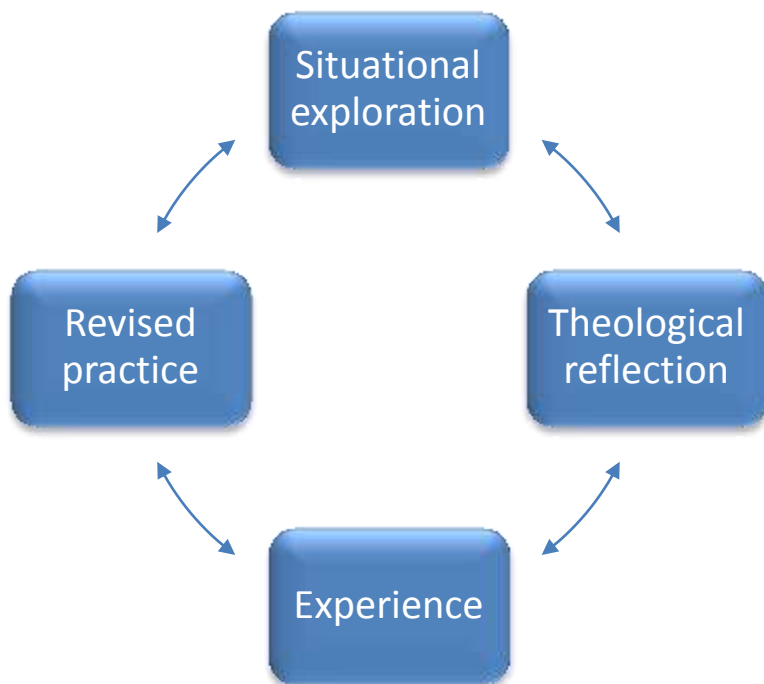 Situational
exploration
Revised
practice
Theological
reflection
Experience